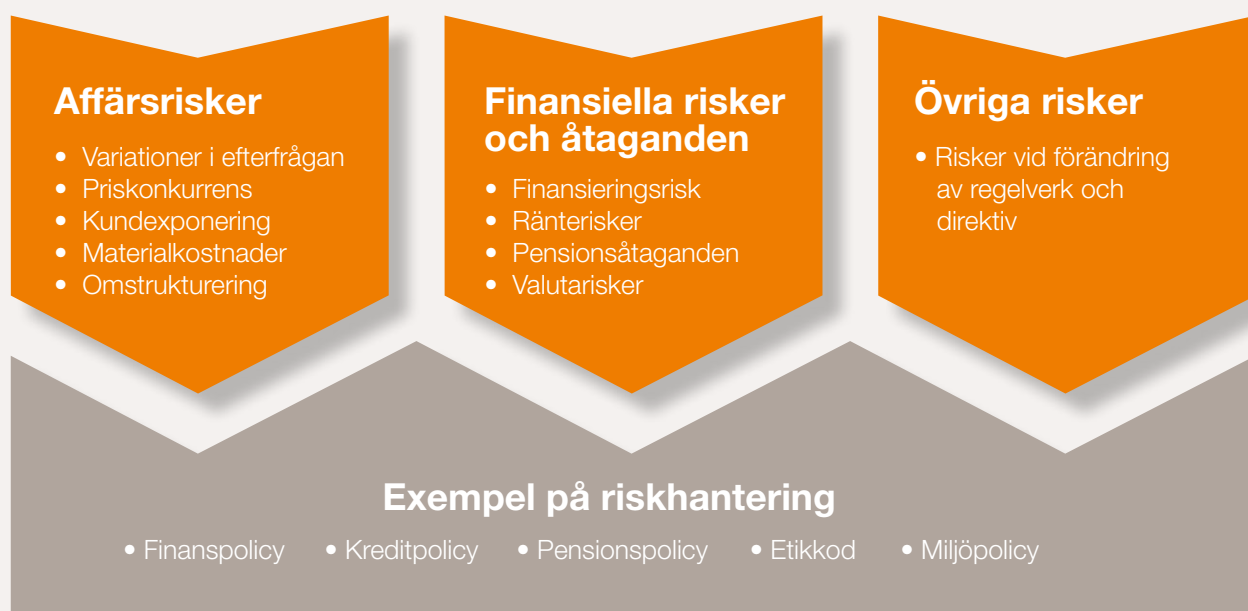 Affärsrisker
• Variationer i efterfrågan
• Priskonkurrens
• Kundexponering
• Materialkostnader
• Omstrukturering
Finansiella risker
och åtaganden
• Finansieringsrisk
• Ränterisker
• Pensionsåtaganden
• Valutarisker
Övriga risker
• Risker vid förändring
av regelverk och
direktiv
Exempel på riskhantering
• Finanspolicy • Kreditpolicy • Pensionspolicy • Etikkod • Miljöpolicy